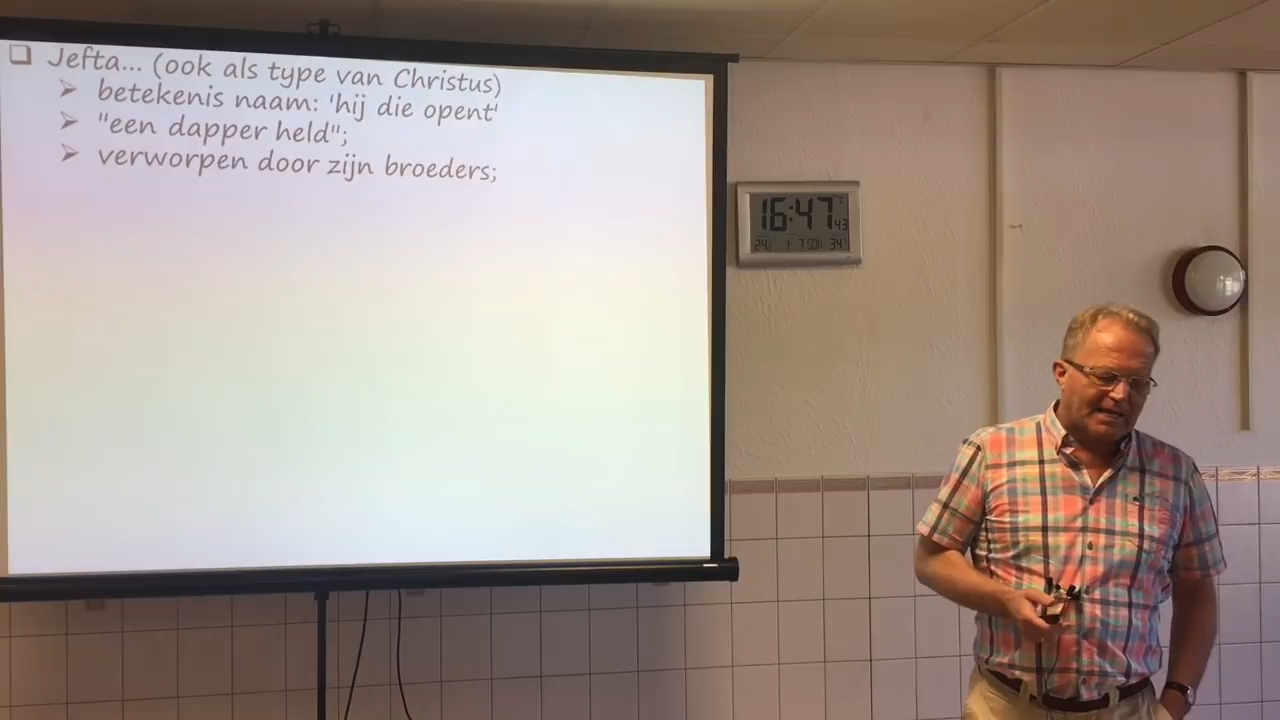 Jefta... (ook als type van Christus)
betekenis naam: 'hij die opent'
"een dapper held";
verworpen door zijn broeders;
16:47 43